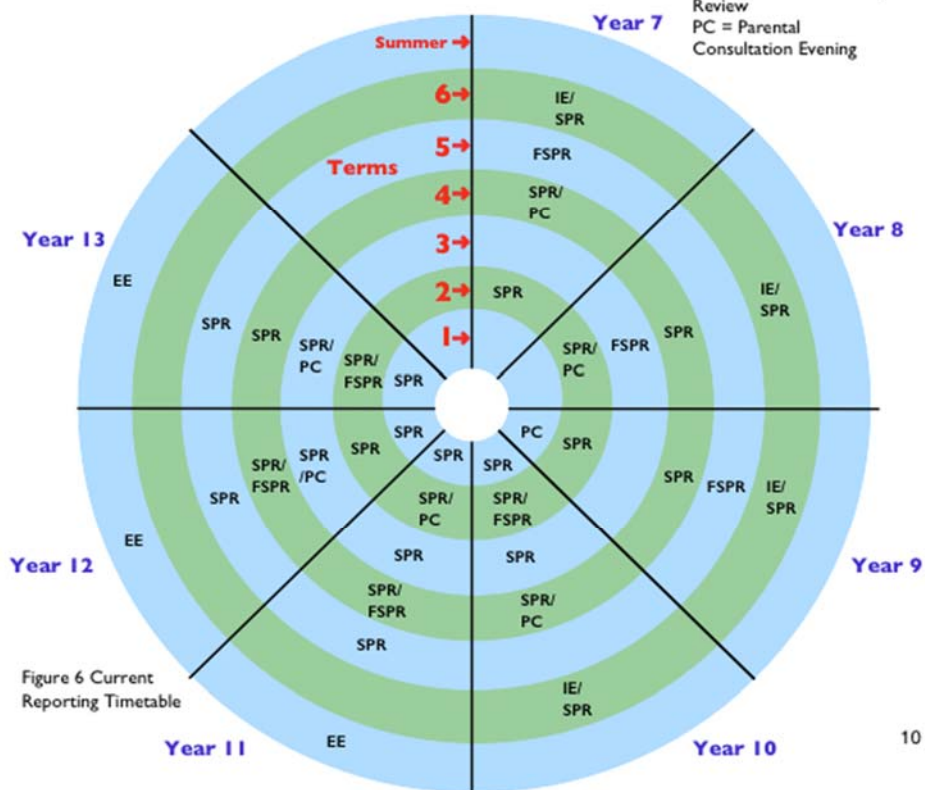 Review
PC = Parental
Consultation Evening
Year 7
Summer →
6→
5→
Terms
4→
3→
2→
1→
IE/
SPR
FSPR
SPR/
PC
SPR
Year 8
IE/
SPR
SPR
FSPR
SPR/
PC
Year 9
PC
SPR
SPR
FSPR
IE/
SPR
Year 10
SPR
SPR/
FSPR
SPR
SPR/
PC
IE/
SPR
Year 11
SPR
SPR/
PC
SPR
SPR/
FSPR
SPR
EE
Year 12
SPR
SPR
SPR
/PC
SPR/
FSPR
SPR
EE
Year 13
EE
SPR
SPR
SPR/
PC
SPR/
FSPR
SPR
Figure 6 Current
Reporting Timetable
10